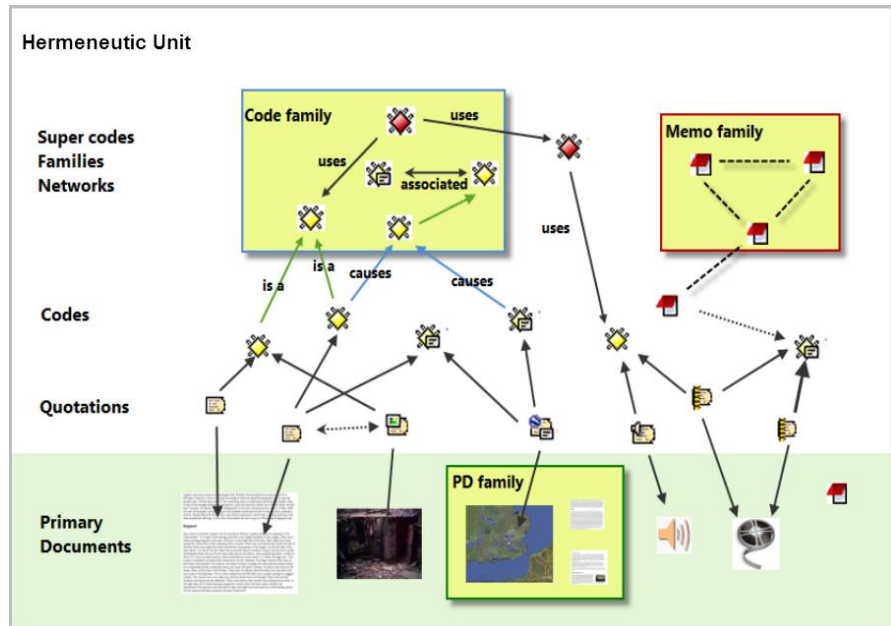 Hermeneutic Unit
Super codes
Families
Networks
Code family
uses
uses
associated
uses
Memo family
is a
is a
causes
causes
Codes
Quotations
Primary
Documents
PD family